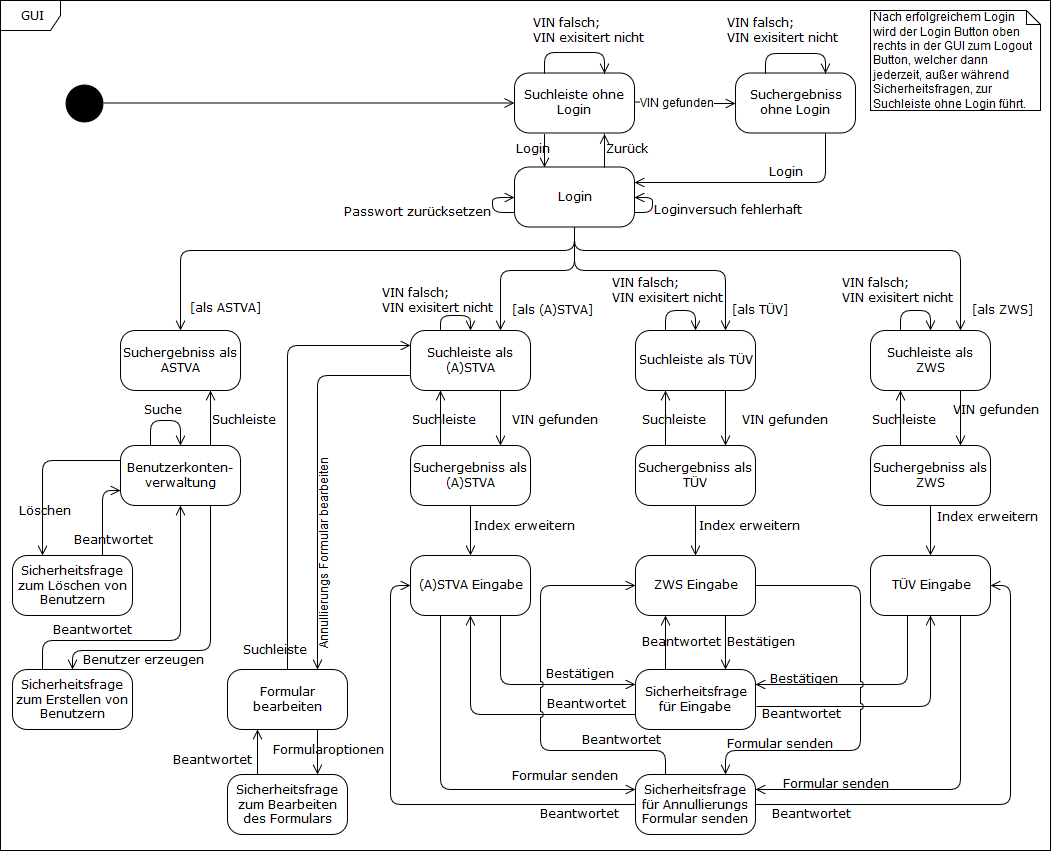 GUI
VIN falsch;
VIN exisitert nicht
VIN falsch;
VIN exisitert nicht
Nach erfolgreichem Login
wird der Login Button oben
rechts in der GUI zum Logout
Button, welcher dann
jederzeit, außer während
Sicherheitsfragen, zur
Suchleiste ohne Login führt.
Suchleiste ohne
Login
VIN gefunden
Suchergebniss
ohne Login
Login
Zurück
Login
Login
Passwort zurücksetzen
Loginversuch fehlerhaft
[als ASTVA]
VIN falsch;
VIN exisitert nicht
[als (A)STVA]
VIN falsch;
VIN exisitert nicht
[als TÜV]
VIN falsch;
VIN exisitert nicht
[als ZWS]
Suchergebniss als
ASTVA
Suchleiste als
(A)STVA
Suchleiste als TÜV
Suchleiste als
ZWS
Suche
Suchleiste
Suchleiste
VIN gefunden
Suchleiste
VIN gefunden
Suchleiste
VIN gefunden
Benutzerkonten-
verwaltung
Suchergebniss als
(A)STVA
Suchergebniss als
TÜV
Suchergebniss als
ZWS
Löschen
Beantwortet
Annullierungs Formular bearbeiten
Index erweitern
Index erweitern
Index erweitern
Sicherheitsfrage
zum Löschen von
Benutzern
(A)STVA Eingabe
ZWS Eingabe
TÜV Eingabe
Beantwortet
Benutzer erzeugen
Suchleiste
Beantwortet
Bestätigen
Sicherheitsfrage
zum Erstellen von
Benutzern
Formular
bearbeiten
Bestätigen
Beantwortet
Sicherheitsfrage
für Eingabe
Bestätigen
Beantwortet
Beantwortet
Formularoptionen
Beantwortet
Formular senden
Sicherheitsfrage
zum Bearbeiten
des Formulars
Formular senden
Beantwortet
Sicherheitsfrage
für Annullierungs
Formular senden
Formular senden
Beantwortet